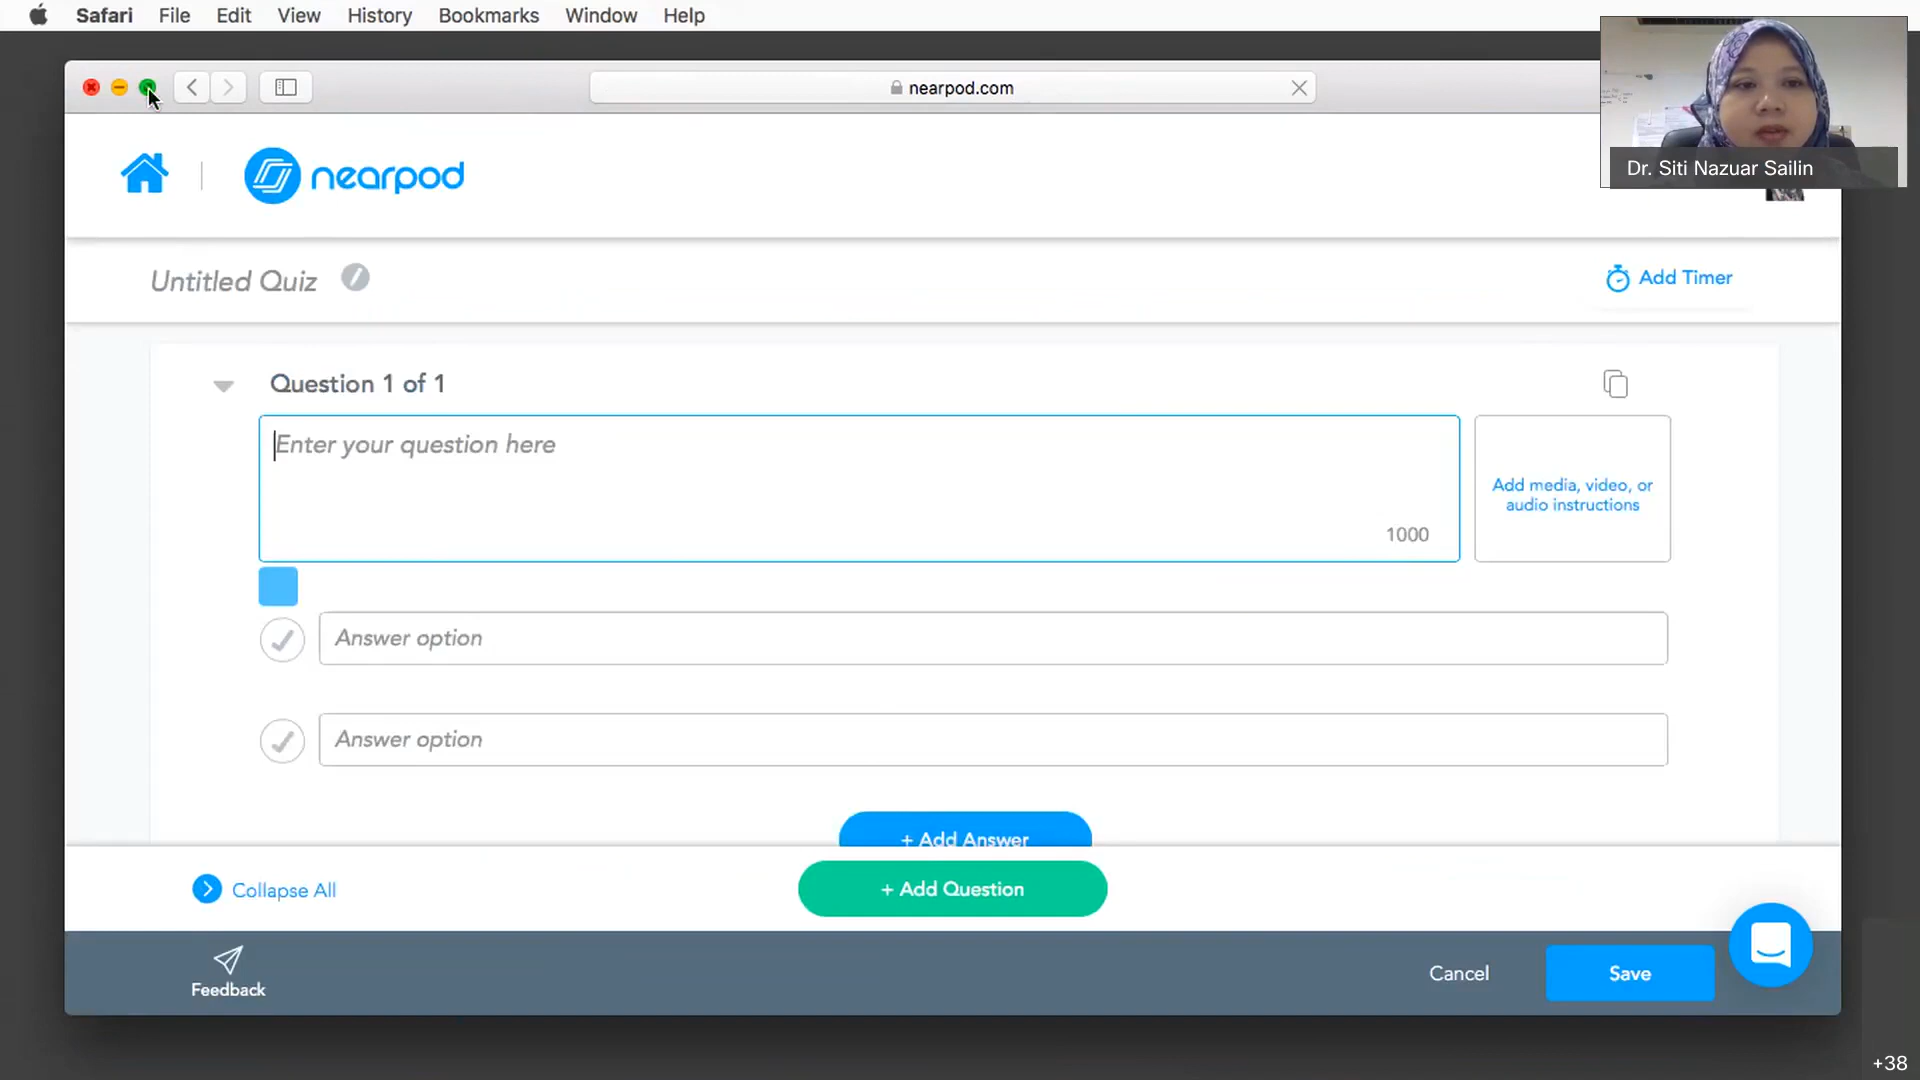 Safari File Edit View History Bookmarks Window Help
nearpod.com
nearpod
Dr. Siti Nazuar Sailin
Untitled Quiz
Add Timer
Question 1 of 1
Enter your question here
Add media, video, or
audio instructions
1000
Answer option
Answer option
+ Add Answer
Collapse All
+ Add Question
Feedback
Cancel
Save
+38